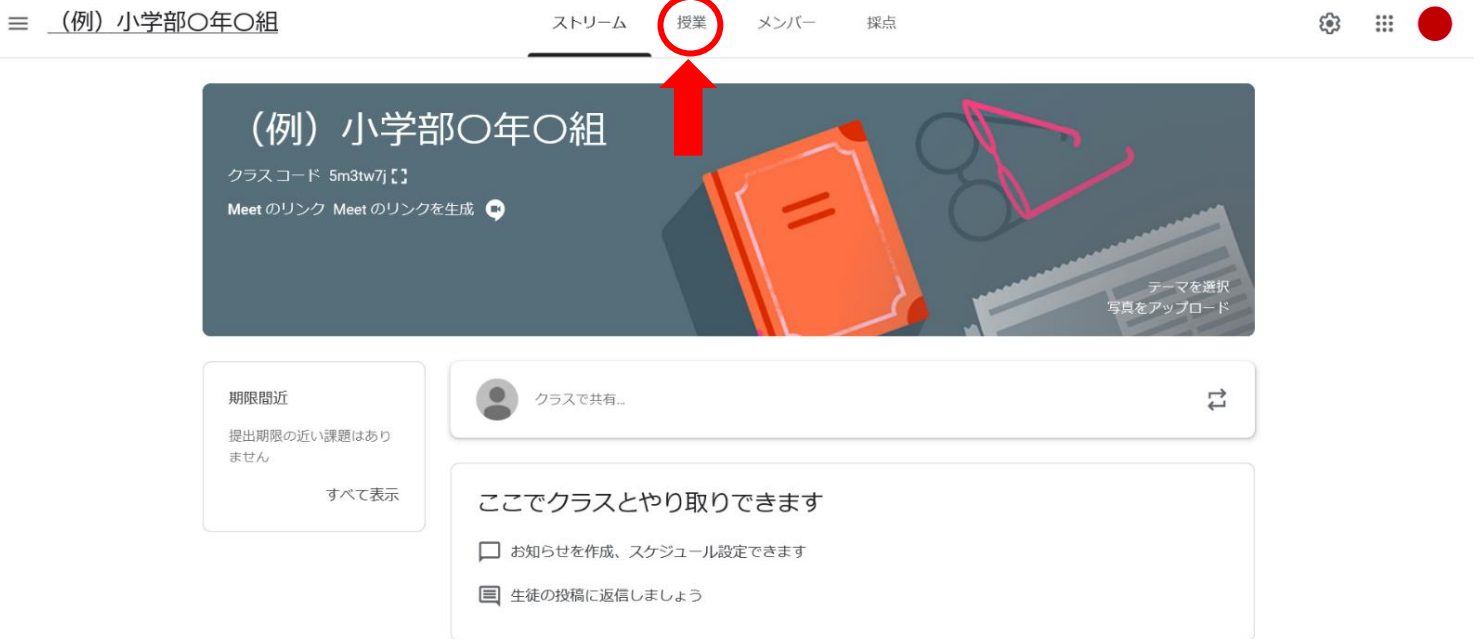 （例）小学部〇年〇組
ストリーム 授業 メンバー 採点
（例）小学部〇年〇組
クラス コード 5m3tw7j
Meet のリンク Meet のリンクを生成
テーマを選択
写真をアップロード
期限間近
提出期限の近い課題はあり
ません
すべて表示
クラスで共有...
ここでクラスとやり取りできます
お知らせを作成、スケジュール設定できます
生徒の投稿に返信しましょう